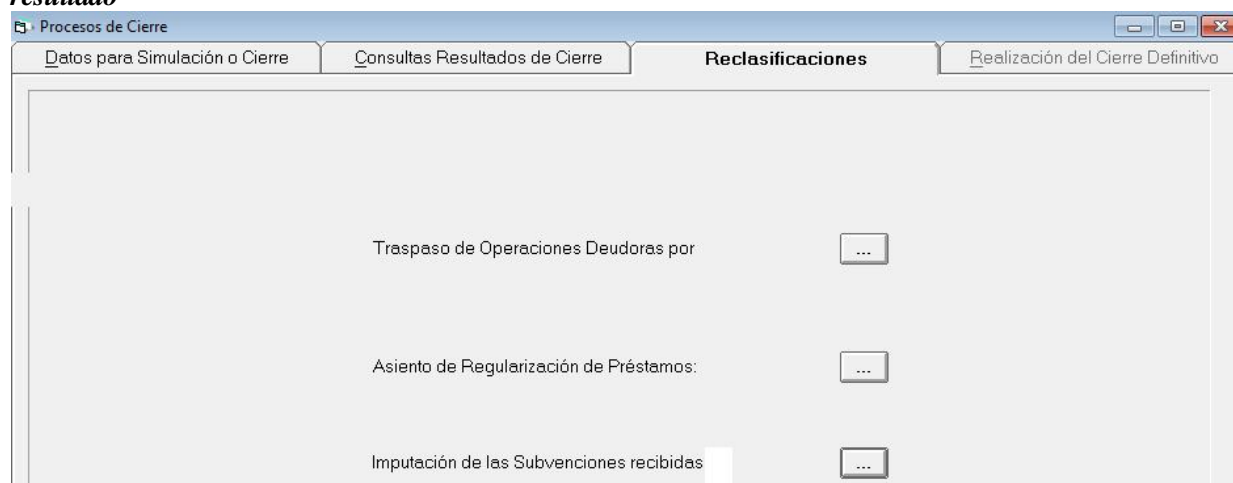 resultado
Procesos de Cierre
Datos para Simulación o Cierre
Consultas Resultados de Cierre
Reclasificaciones
Realización del Cierre Definitivo
Traspaso de Operaciones Deudoras por
...
Asiento de Regularización de Préstamos:
...
Imputación de las Subvenciones recibidas
...